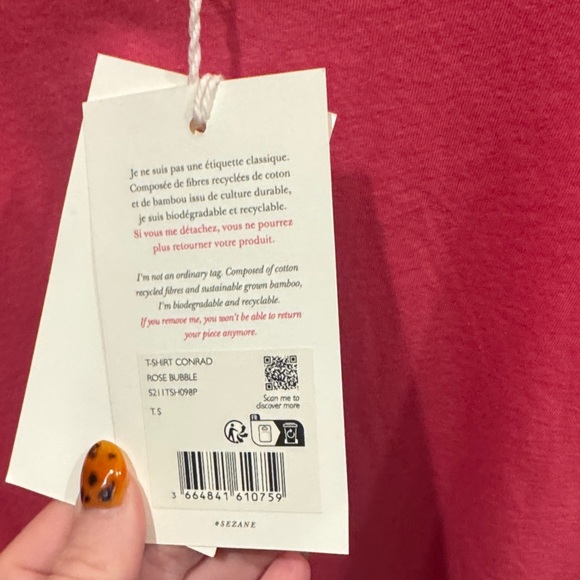 Je ne suis pas une étiquette classique.
Composée de fibres recyclées de coton
et de bambou issu de culture durable,
je suis biodégradable et recyclable.
Si vous me détachez, vous ne pourrez
plus retourner votre produit.
I'm not an ordinary tag. Composed of cotton
recycled fibres and sustainable grown bamboo,
I'm biodegradable and recyclable.
If you remove me, you won't be able to return
your piece anymore.
T-SHIRT CONRAD
ROSE BUBBLE
S211TSH098P
T.S
Scan me to
discover more
FR
3 664841 610759
*SEZANE